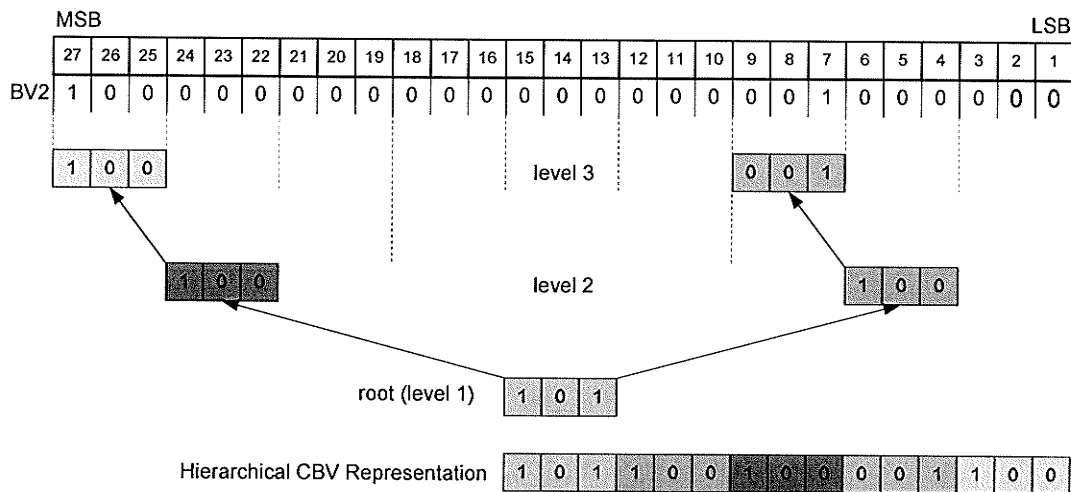 MSB LSB
27 26 25 24 23 22 21 20 19 18 17 16 15 14 13 12 11 10 9 8 7 6 5 4 3 2 1
BV2 1 0 0 0 0 0 0 0 0 0 0 0 0 0 0 0 0 0 0 0 1 0 0 0 0 0 0
1 0 0 level 3 0 0 1
1 0 0 level 2 1 0 0
root (level 1) 1 0 1
Hierarchical CBV Representation 1 0 1 1 0 0 1 0 0 0 0 1 1 0 0